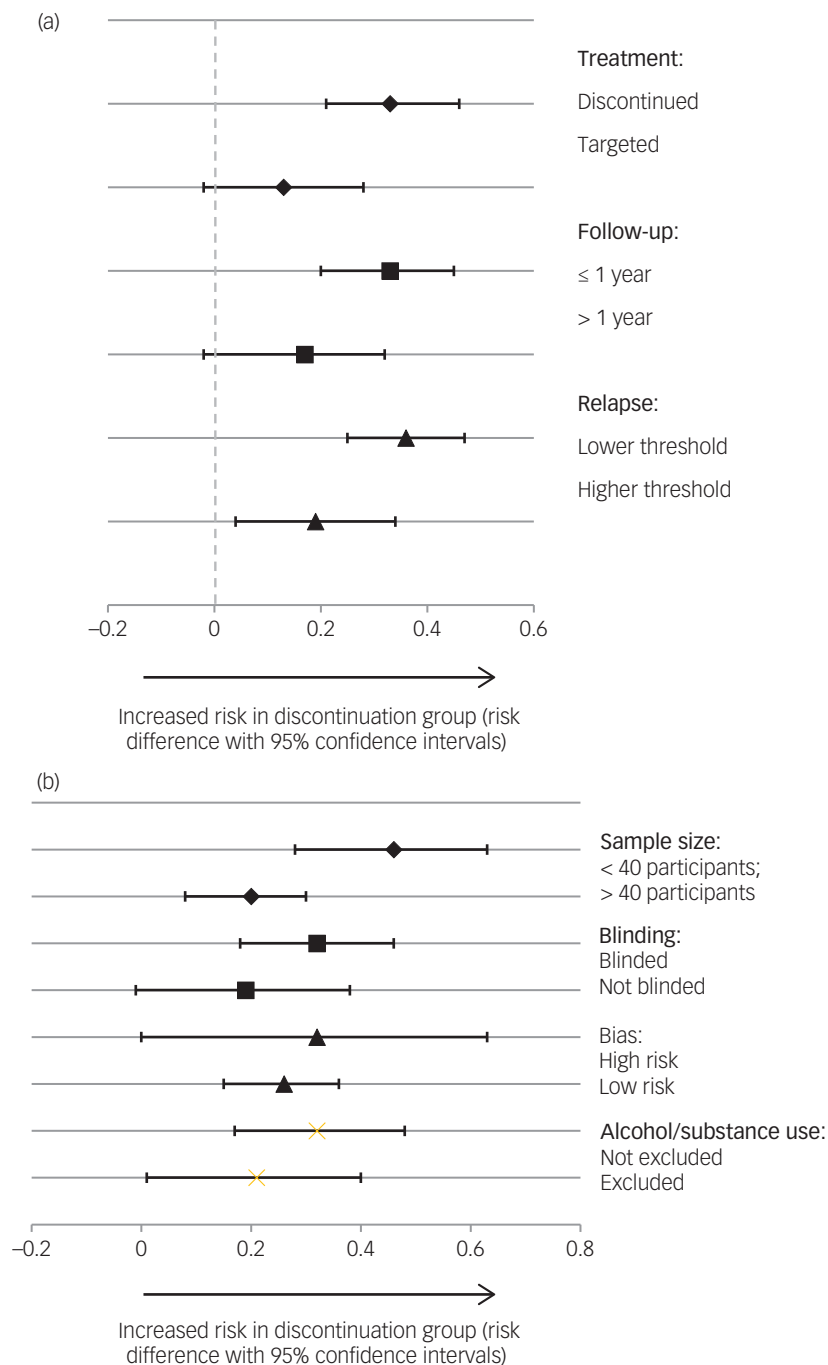 (a)
Treatment:
Discontinued
Targeted
Follow-up:
≤ 1 year
> 1 year
Relapse:
Lower threshold
Higher threshold
–0.2 0 0.2 0.4 0.6
Increased risk in discontinuation group (risk
difference with 95% confidence intervals)
(b)
Sample size:
< 40 participants;
> 40 participants
Blinding:
Blinded
Not blinded
Bias:
High risk
Low risk
Alcohol/substance use:
Not excluded
Excluded
–0.2 0 0.2 0.4 0.6 0.8
Increased risk in discontinuation group (risk
difference with 95% confidence intervals)